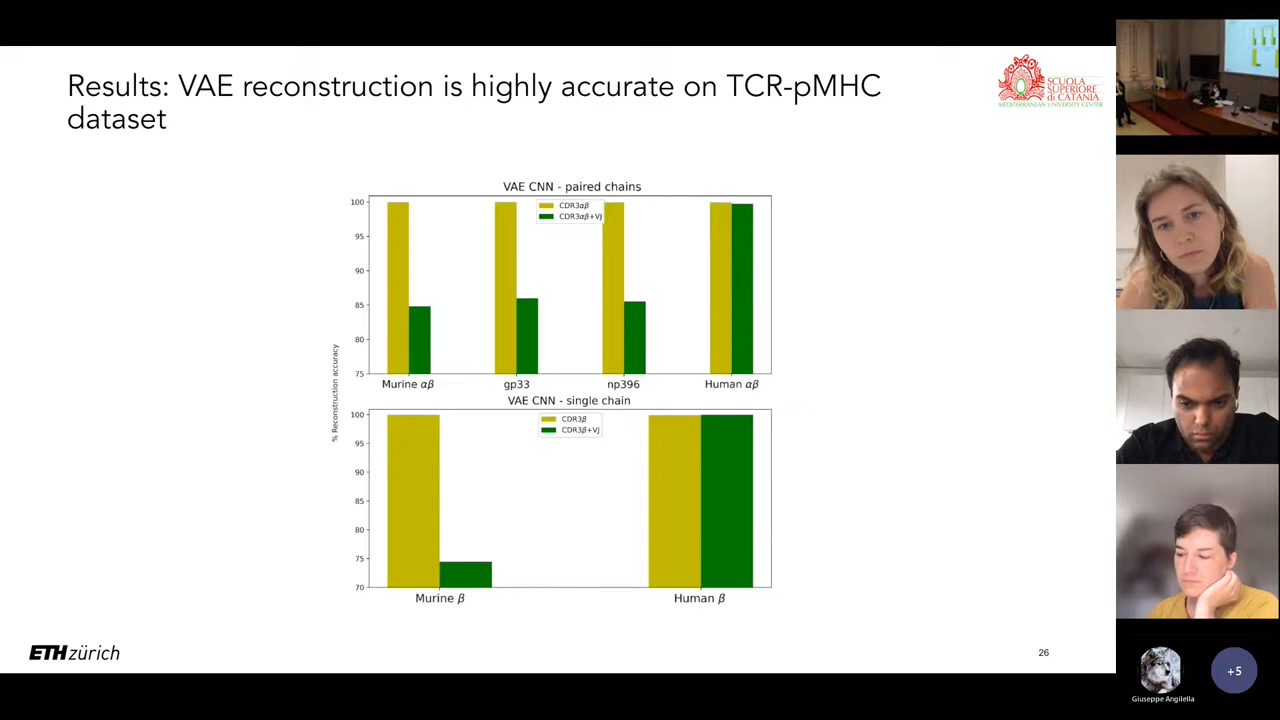 Results: VAE reconstruction is highly accurate on TCR-pMHC
dataset
SCUOLA
SUPERIORE
di CATANIA
MEDITERRANEAN UNIVERSITY CENTER
VAE CNN - paired chains
CDR3αβ
CDR3αβ+VJ
100
95
90
85
80
75
Murine αβ
gp33
np396
Human αβ
% Reconstruction accuracy
VAE CNN - single chain
CDR3β
CDR3β+VJ
100
95
90
85
80
75
70
Murine β
Human β
ETH zürich
26
+5
Giuseppe Angilella